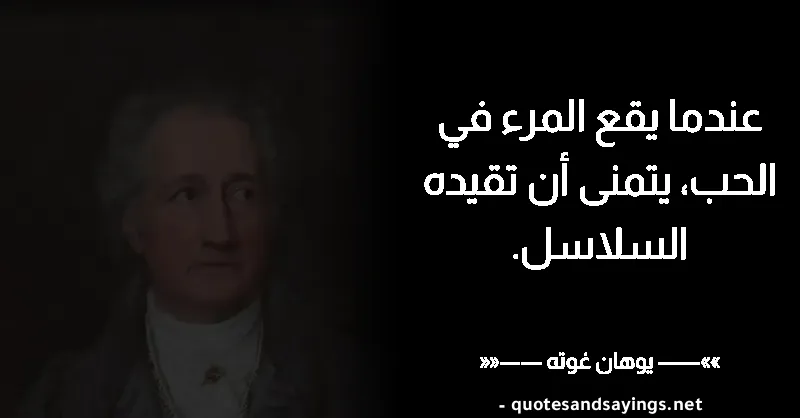 عندما يقع المرء في
الحب، يتمنى أن تقيده
السلاسل.
»»—— يوهان غوته ——««
- quotesandsayings.net